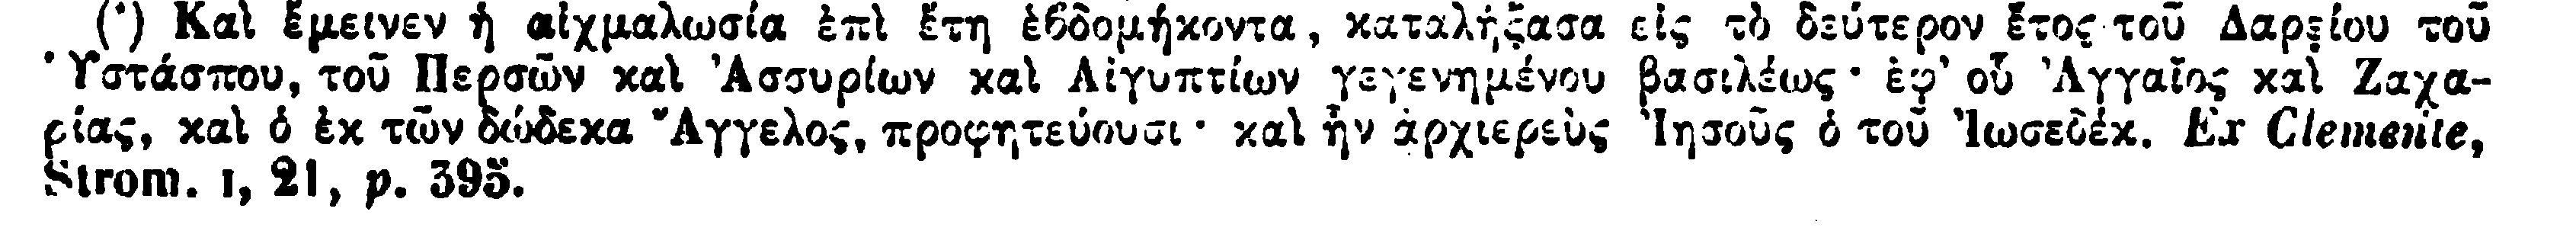 (*) Καὶ ἔμεινεν ἡ αἰχμαλωσία ἐπὶ ἔτη ἑϐδομήκοντα, καταλήξασα εἰς τὸ δεύτερον ἔτος τοῦ Δαρείου τοῦ
Ὑστάσπου, τοῦ Περσῶν καὶ Ἀσσυρίων καὶ Αἰγυπτίων γεγενημένου βασιλέως· ἐφ’ οὗ Ἀγγαῖος καὶ Ζαχα-
ρίας, καὶ ὁ ἐκ τῶν δώδεκα Ἄγγελος, προφητεύουσι· καὶ ἦν ἀρχιερεὺς Ἰησοῦς ὁ τοῦ Ἰωσεδέκ. Ex Clemente,
Strom. I, 21, p. 395.